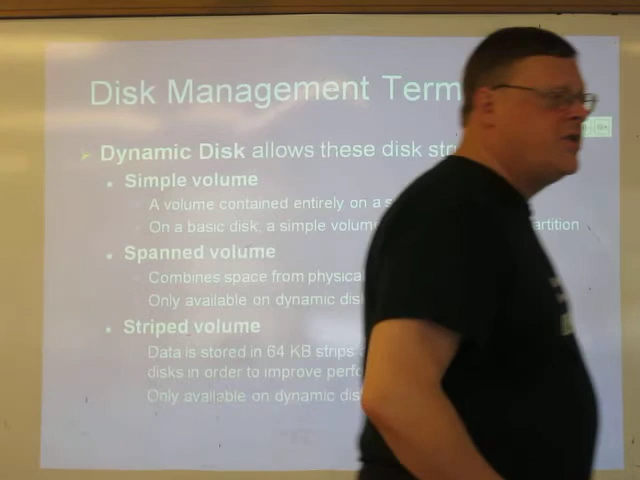 Disk Management Term
Dynamic Disk allows these disk str
Simple volume
A volume contained entirely on a s
On a basic disk, a simple volume artition
Spanned volume
Combines space from physica
Only available on dynamic dis
Striped volume
Data is stored in 64 KB strips
disks in order to improve perfo
Only available on dynamic dis